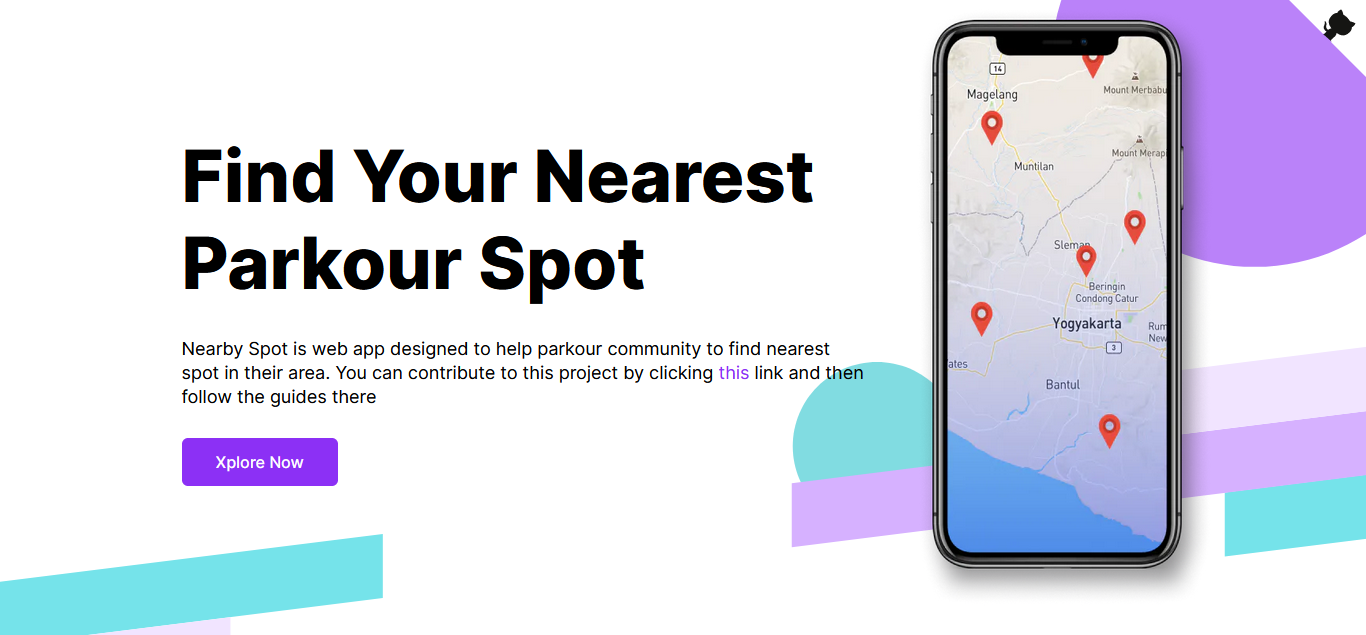 Find Your Nearest
Parkour Spot
Nearby Spot is web app designed to help parkour community to find nearest
spot in their area. You can contribute to this project by clicking this link and then
follow the guides there
Xplore Now
14
Magelang
Mount Merbabu
Muntilan
Mount Merapi
Sleman
Beringin
Condong Catur
Yogyakarta
Rum
New
3
ates
Bantul